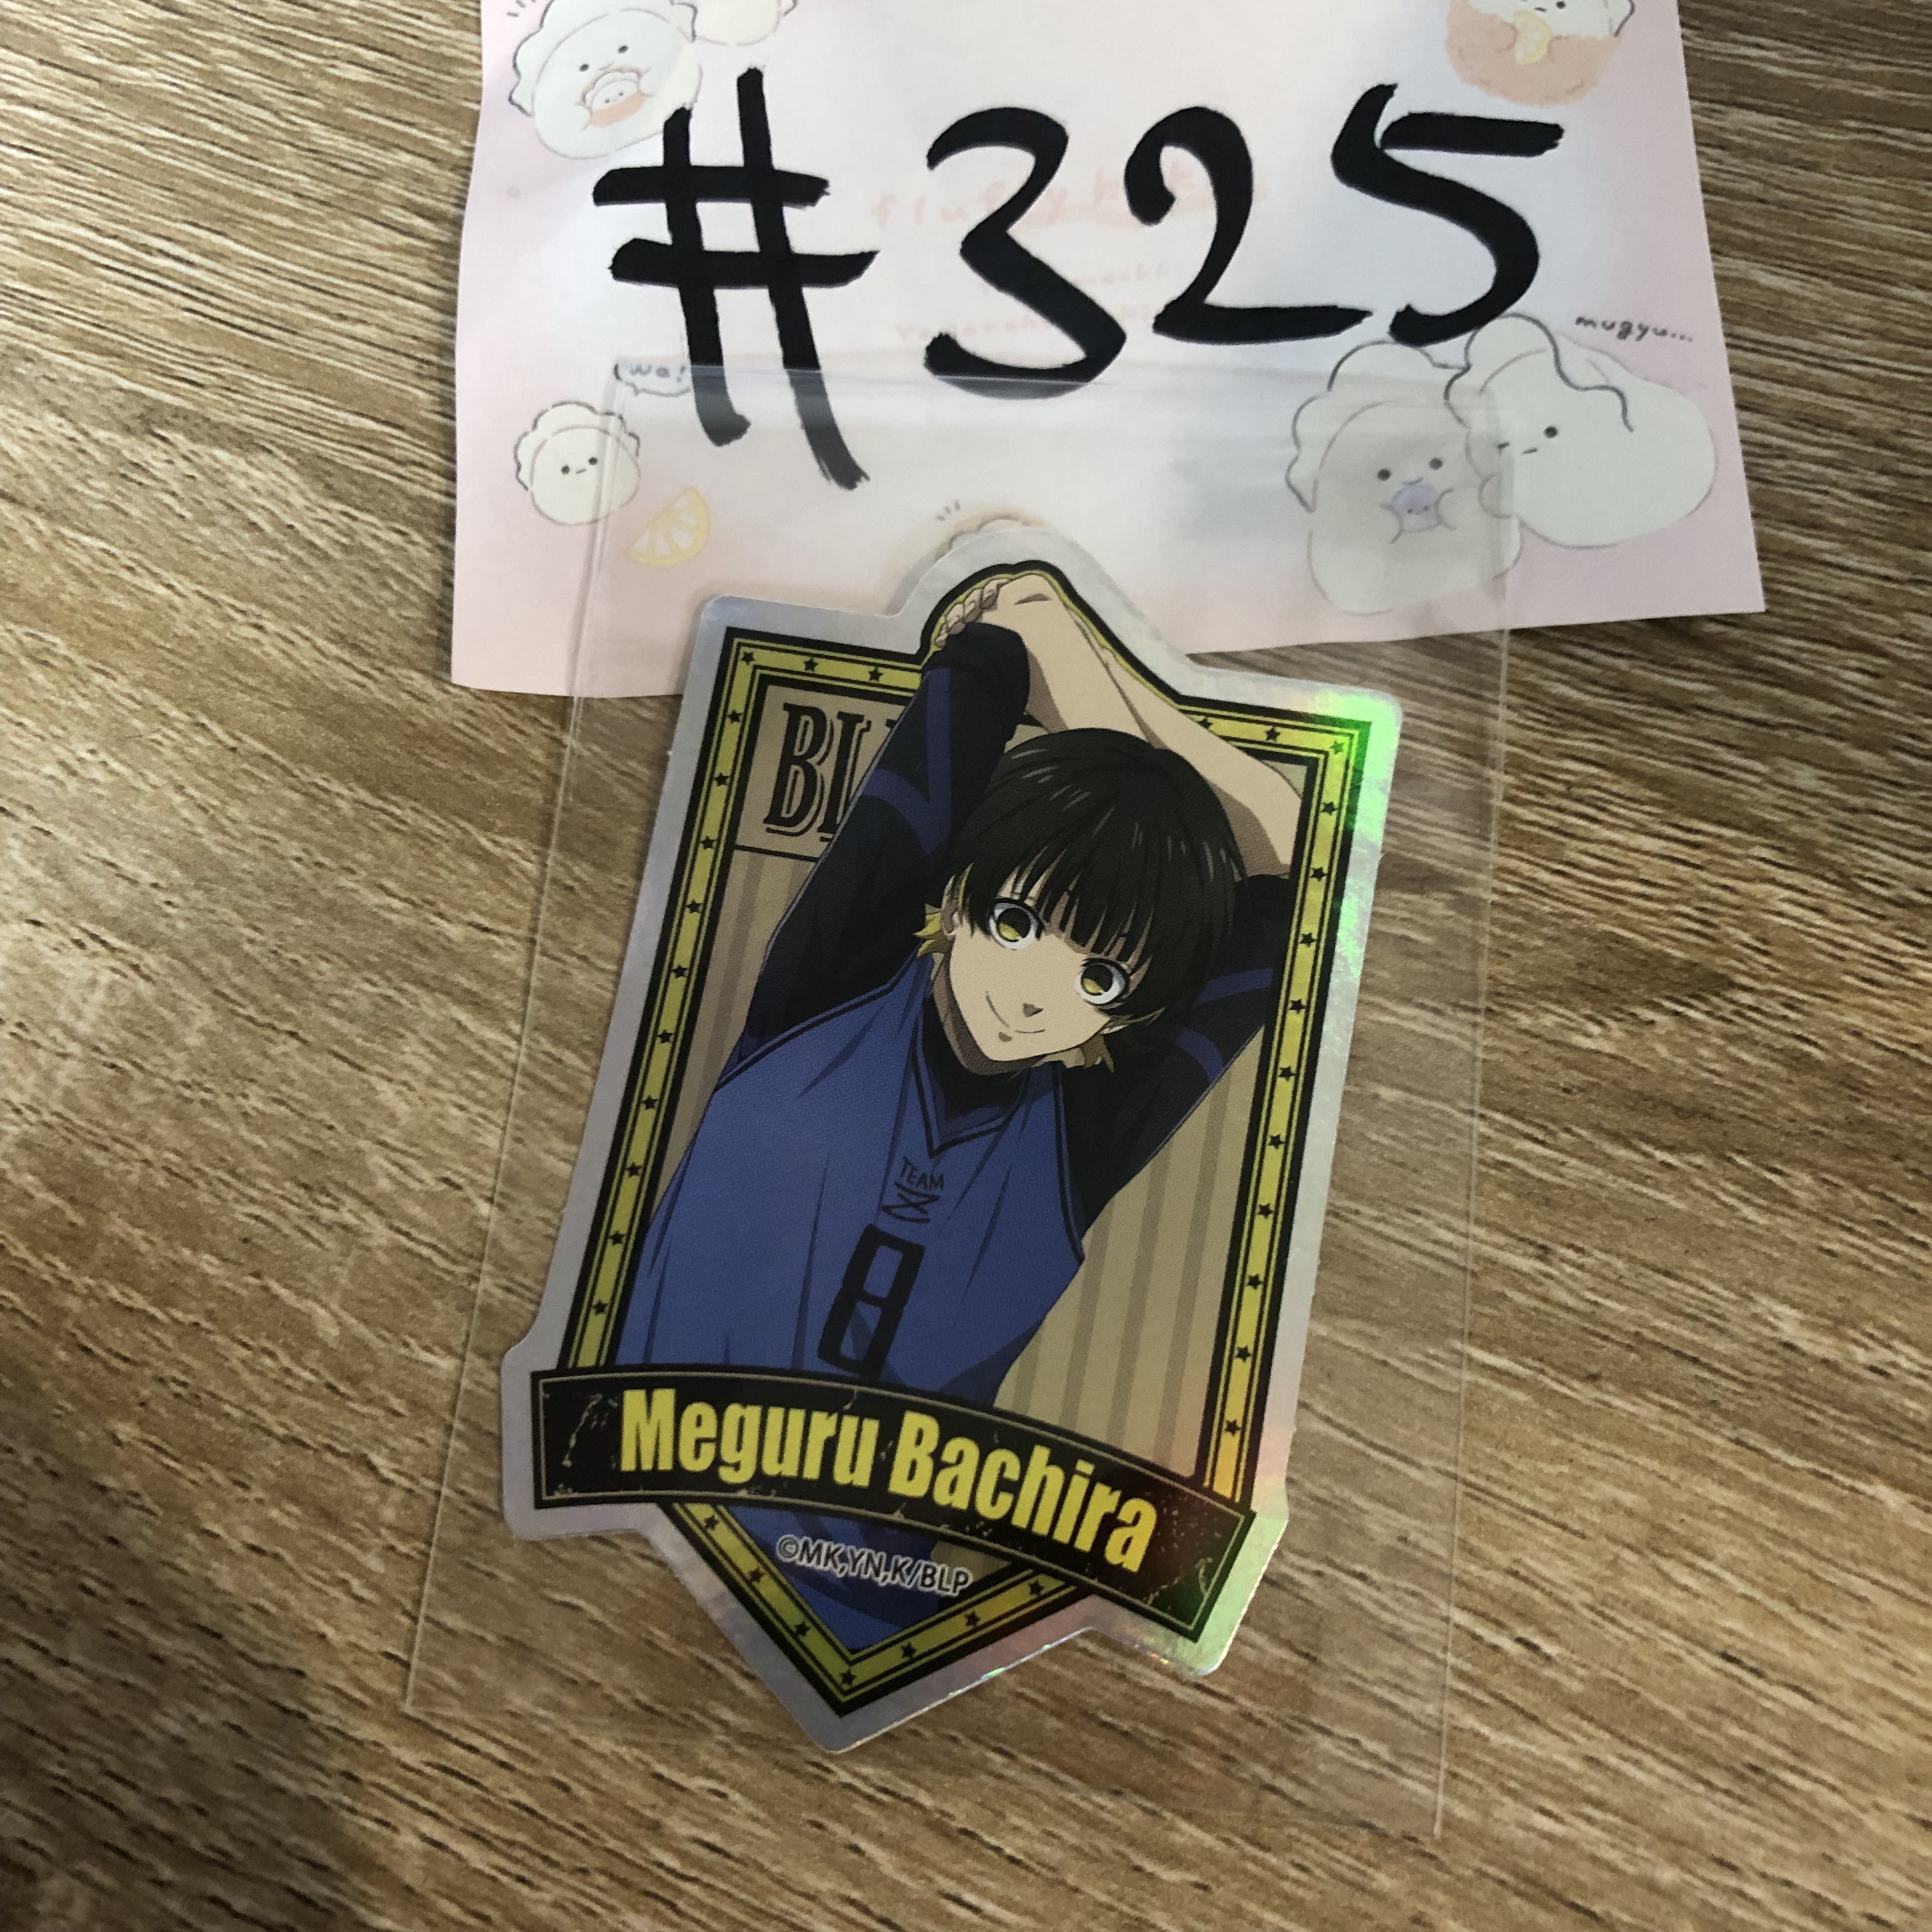 #325
wa!
mugyu...
BL
TEAM
Z
8
Meguru Bachira
©MK,YN,K/BLP